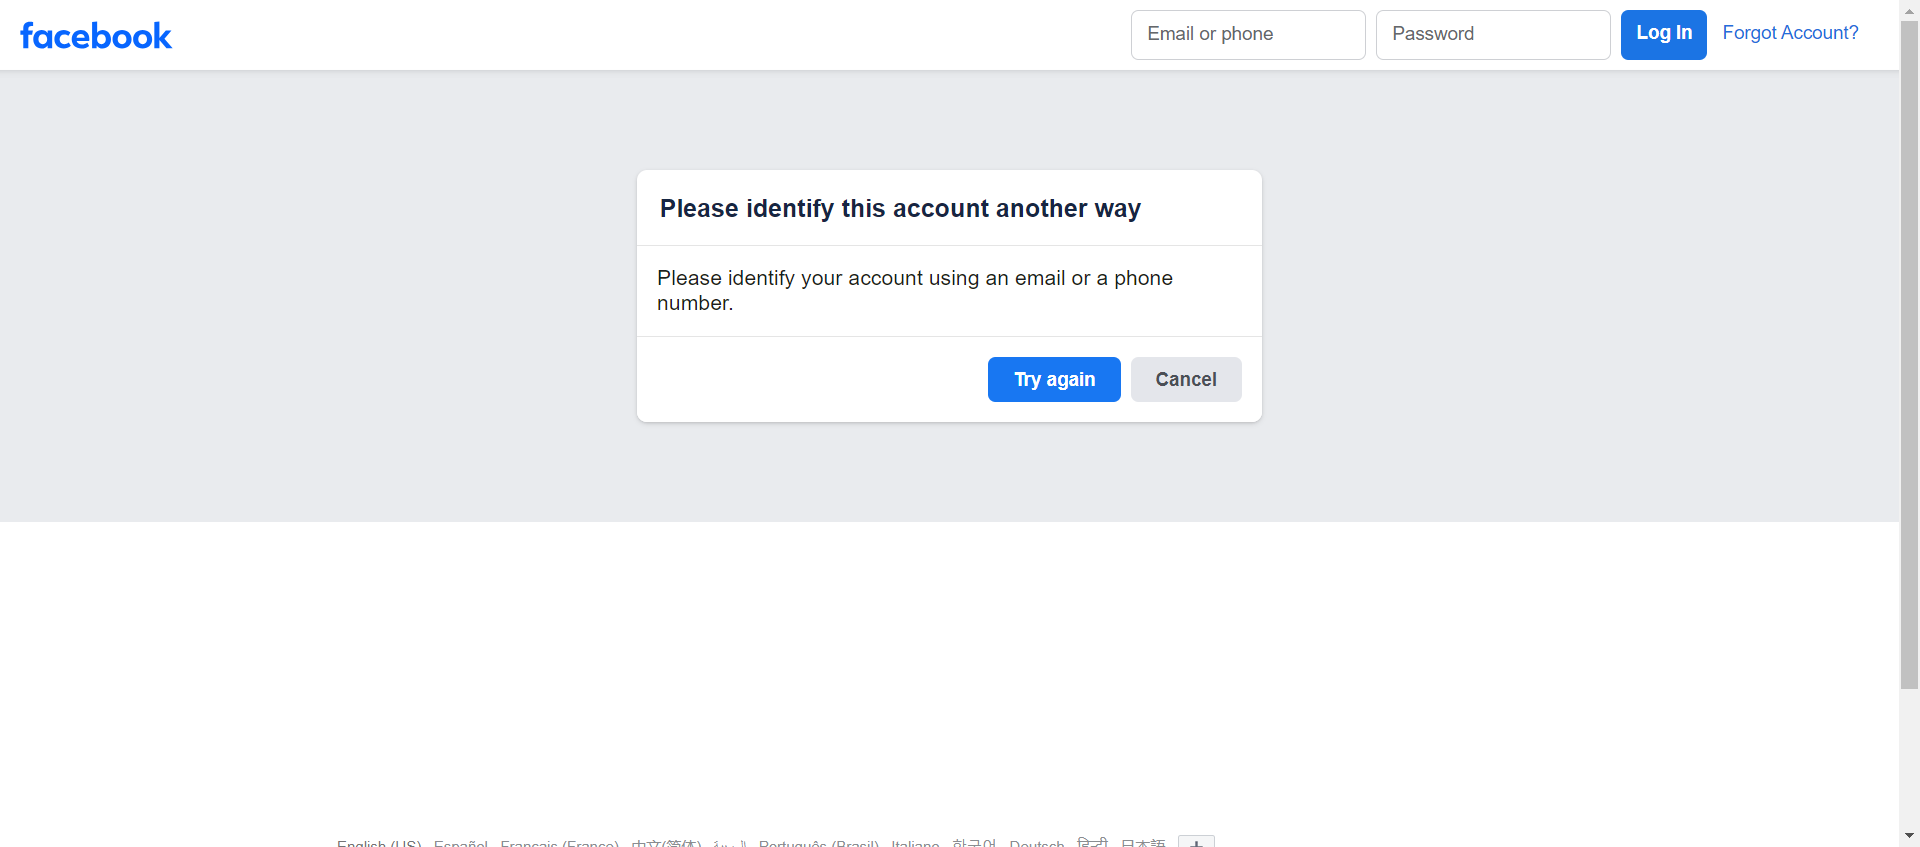 facebook
Email or phone Password Log In Forgot Account?
Please identify this account another way
Please identify your account using an email or a phone
number.
Try again Cancel
English (US) Español Français (France) 中文(简体) Português (Brasil) Italiano 한국어 Deutsch हिन्दी 日本語 +